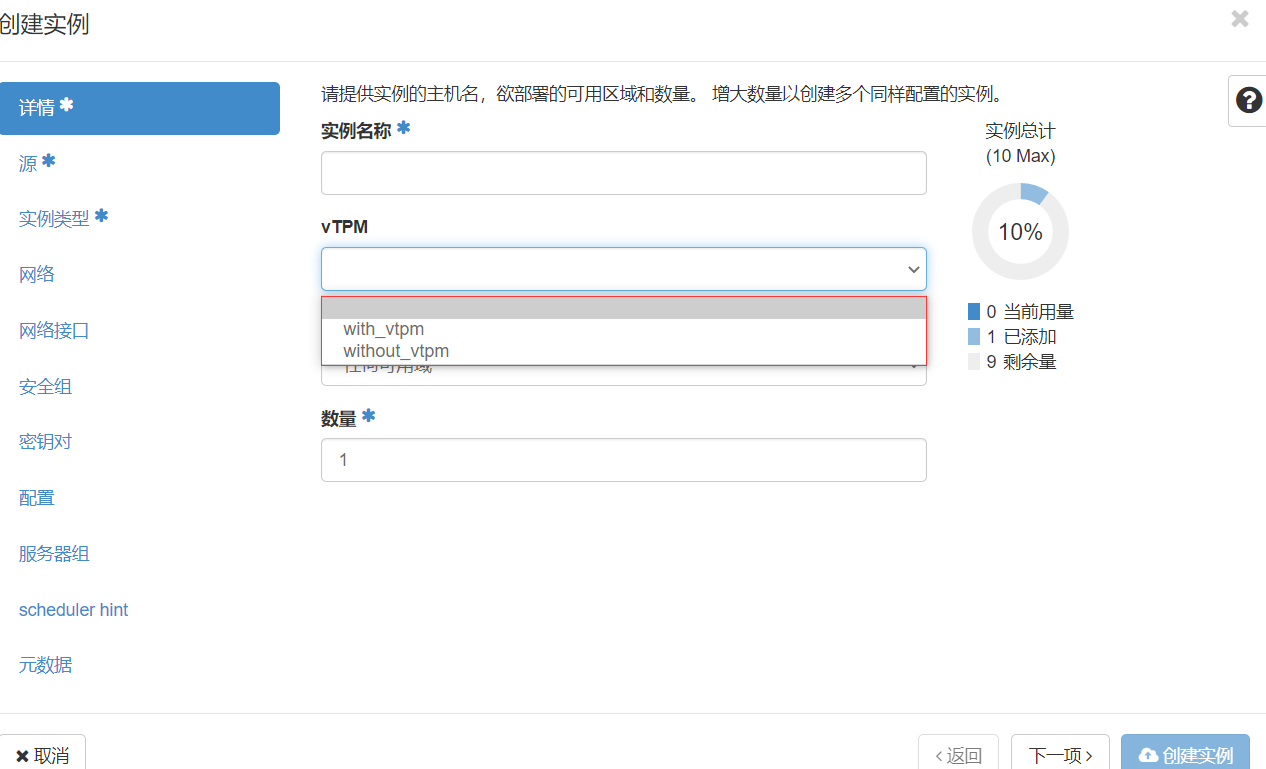 创建实例
详情 *
源 *
实例类型 *
网络
网络接口
安全组
密钥对
配置
服务器组
scheduler hint
元数据
请提供实例的主机名，欲部署的可用区域和数量。 增大数量以创建多个同样配置的实例。
实例名称 *
vTPM
with_vtpm
without_vtpm
任何可用域
数量 *
1
实例总计
(10 Max)
10%
0 当前用量
1 已添加
9 剩余量
取消
返回
下一项
创建实例